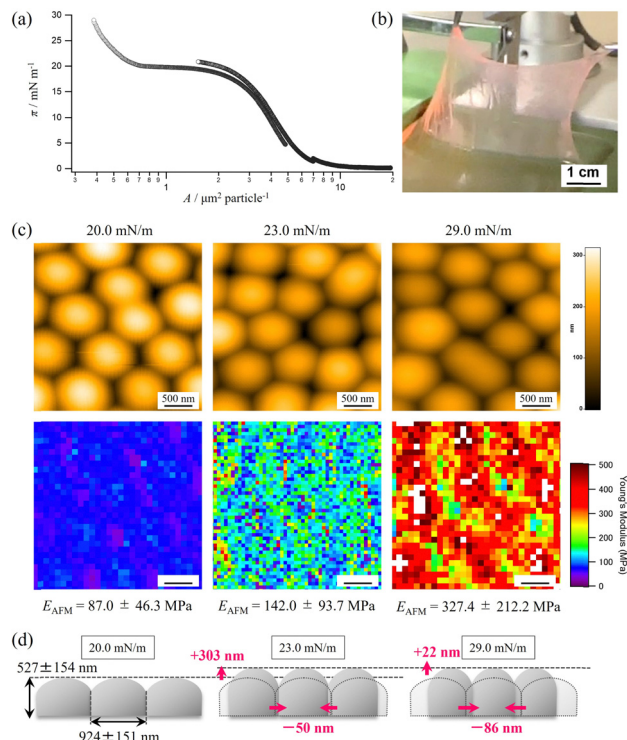 (a)
30
25
20
15
10
5
0
π / mN m⁻¹
3 4 5 6 7 8 9 1 2 3 4 5 6 7 8 9 10 2
A / μm² particle⁻¹
(b)
1 cm
(c)
20.0 mN/m 23.0 mN/m 29.0 mN/m
500 nm 500 nm 500 nm
300
200
100
0
nm
500
400
300
200
100
0
Young's Modulus (MPa)
E_AFM = 87.0 ± 46.3 MPa E_AFM = 142.0 ± 93.7 MPa E_AFM = 327.4 ± 212.2 MPa
(d)
20.0 mN/m 23.0 mN/m 29.0 mN/m
527±154 nm +303 nm +22 nm
924±151 nm −50 nm −86 nm